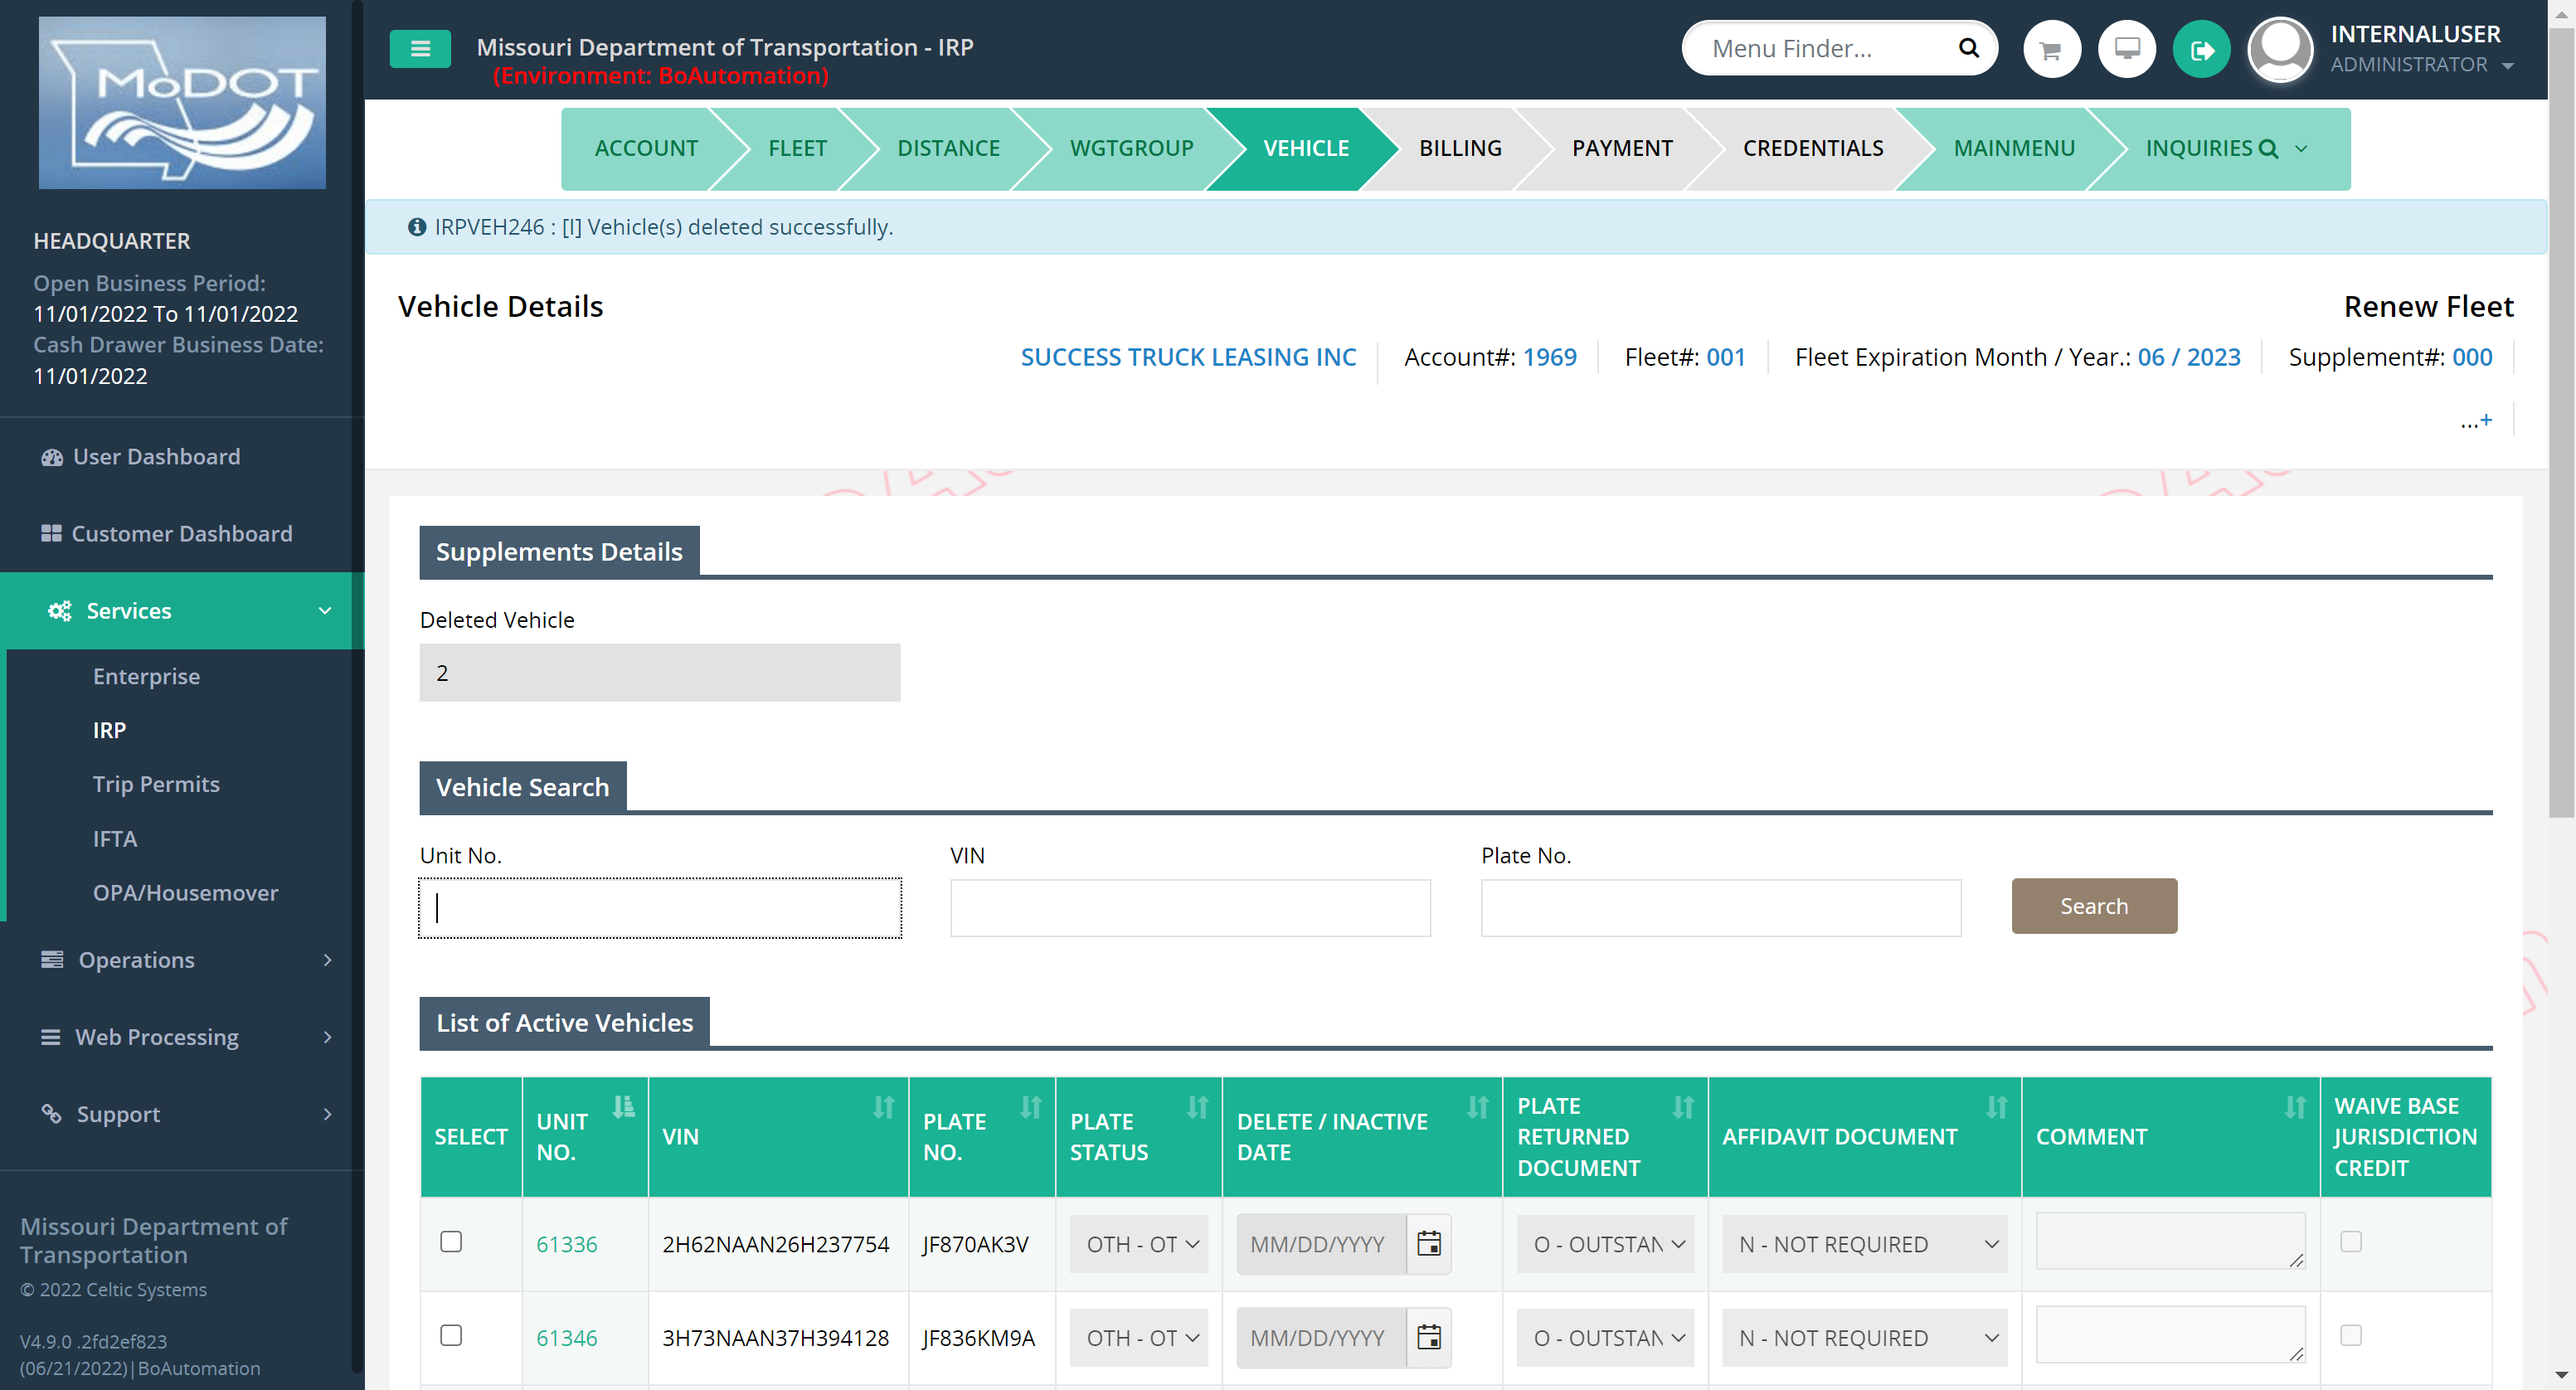 MoDOT
HEADQUARTER
Open Business Period:
11/01/2022 To 11/01/2022
Cash Drawer Business Date:
11/01/2022
User Dashboard
Customer Dashboard
Services
Enterprise
IRP
Trip Permits
IFTA
OPA/Housemover
Operations
Web Processing
Support
Missouri Department of
Transportation
© 2022 Celtic Systems
V4.9.0 .2fd2ef823
(06/21/2022)|BoAutomation
Missouri Department of Transportation - IRP
(Environment: BoAutomation)
Menu Finder...
INTERNALUSER
ADMINISTRATOR
ACCOUNT FLEET DISTANCE WGTGROUP VEHICLE BILLING PAYMENT CREDENTIALS MAINMENU INQUIRIES
IRPVEH246 : [I] Vehicle(s) deleted successfully.
Vehicle Details
Renew Fleet
SUCCESS TRUCK LEASING INC Account#: 1969 Fleet#: 001 Fleet Expiration Month / Year.: 06 / 2023 Supplement#: 000
...+
Supplements Details
Deleted Vehicle
2
Vehicle Search
Unit No. VIN Plate No.
Search
List of Active Vehicles
SELECT UNIT NO. VIN PLATE NO. PLATE STATUS DELETE / INACTIVE DATE PLATE RETURNED DOCUMENT AFFIDAVIT DOCUMENT COMMENT WAIVE BASE JURISDICTION CREDIT
61336 2H62NAAN26H237754 JF870AK3V OTH - OT MM/DD/YYYY O - OUTSTAN N - NOT REQUIRED
61346 3H73NAAN37H394128 JF836KM9A OTH - OT MM/DD/YYYY O - OUTSTAN N - NOT REQUIRED